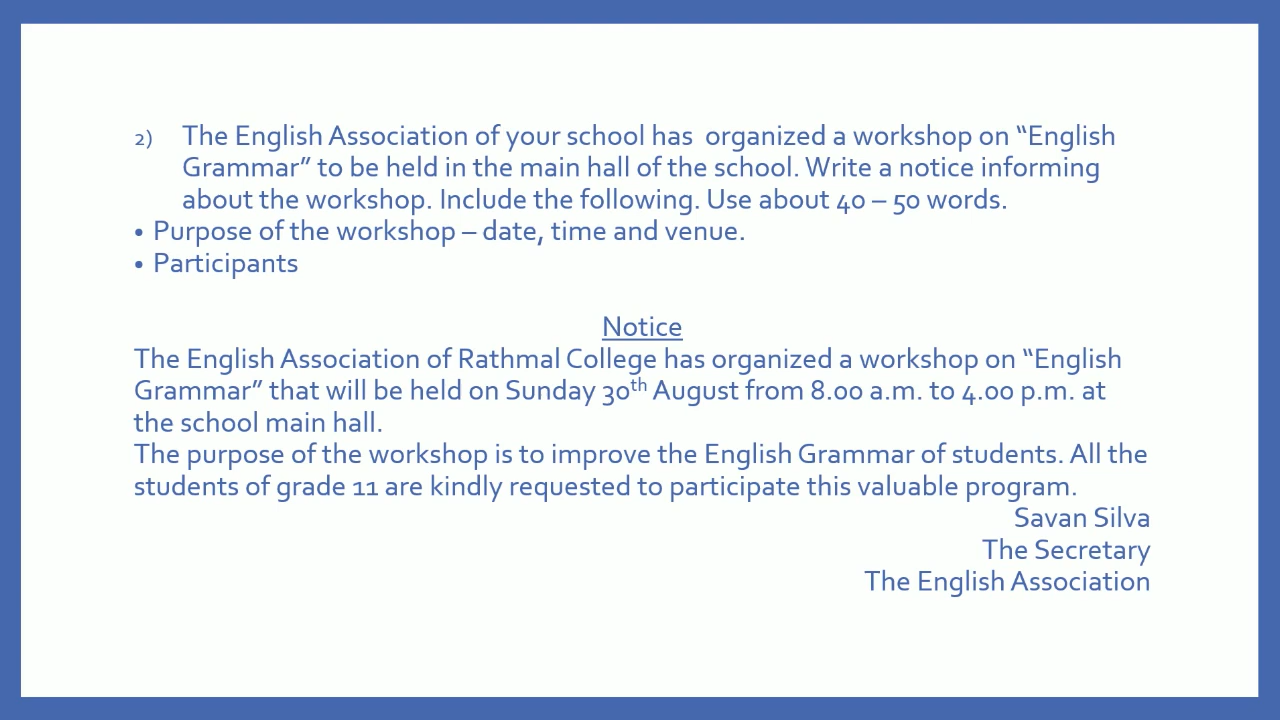 2) The English Association of your school has organized a workshop on “English
Grammar” to be held in the main hall of the school. Write a notice informing
about the workshop. Include the following. Use about 40 – 50 words.
• Purpose of the workshop – date, time and venue.
• Participants
Notice
The English Association of Rathmal College has organized a workshop on “English
Grammar” that will be held on Sunday 30th August from 8.00 a.m. to 4.00 p.m. at
the school main hall.
The purpose of the workshop is to improve the English Grammar of students. All the
students of grade 11 are kindly requested to participate this valuable program.
Savan Silva
The Secretary
The English Association